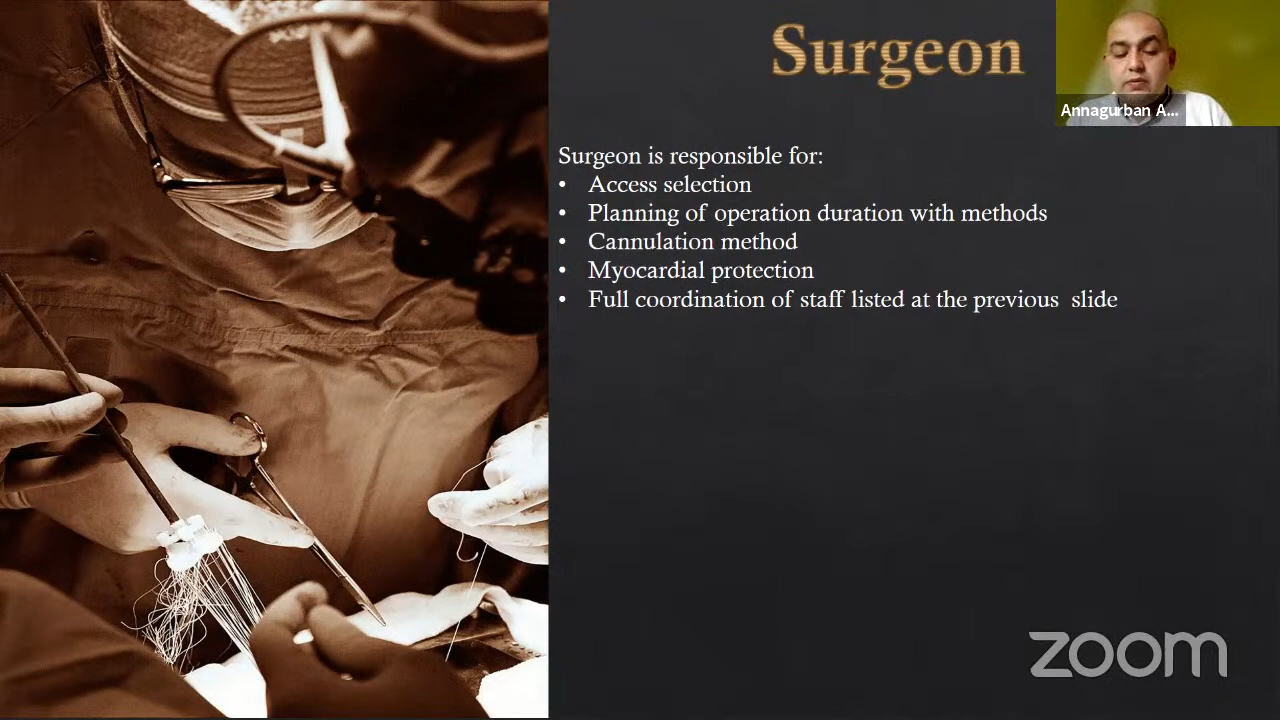 Surgeon
Annagurban A...
Surgeon is responsible for:
• Access selection
• Planning of operation duration with methods
• Cannulation method
• Myocardial protection
• Full coordination of staff listed at the previous slide
zoom